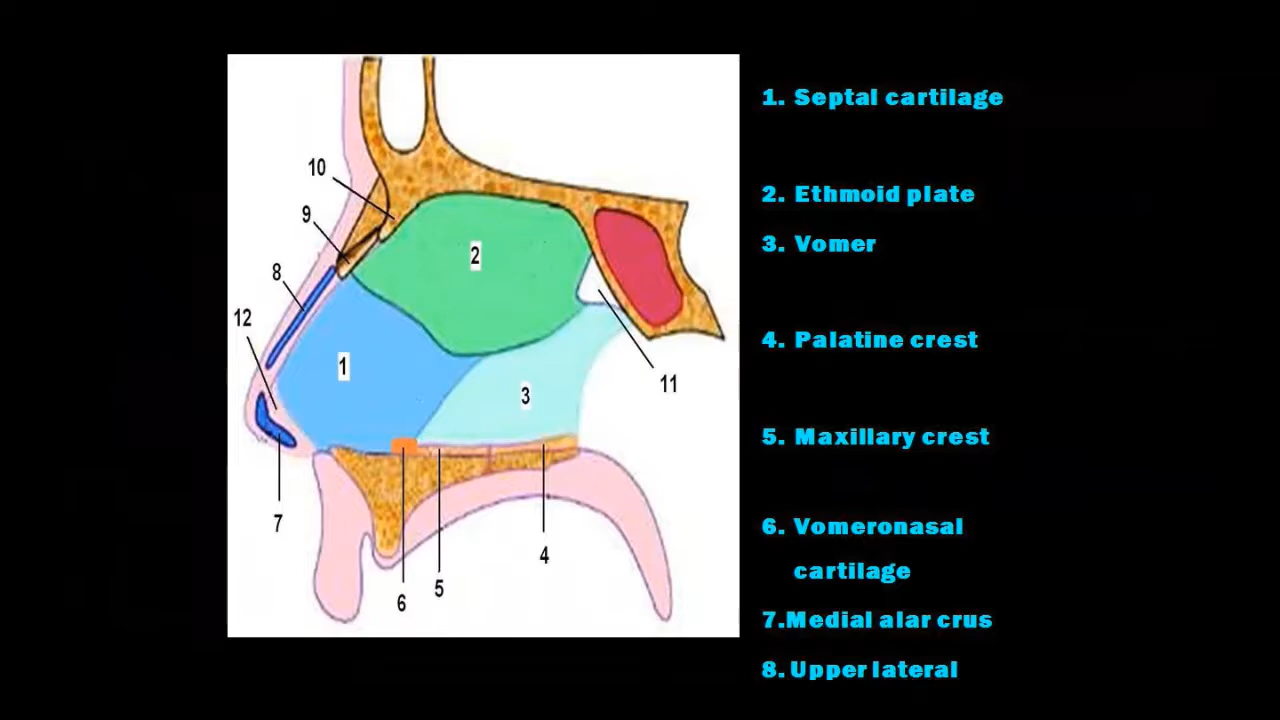 10
9
8
12
2
1
3
11
7
6
5
4
1. Septal cartilage
2. Ethmoid plate
3. Vomer
4. Palatine crest
5. Maxillary crest
6. Vomeronasal
cartilage
7.Medial alar crus
8. Upper lateral